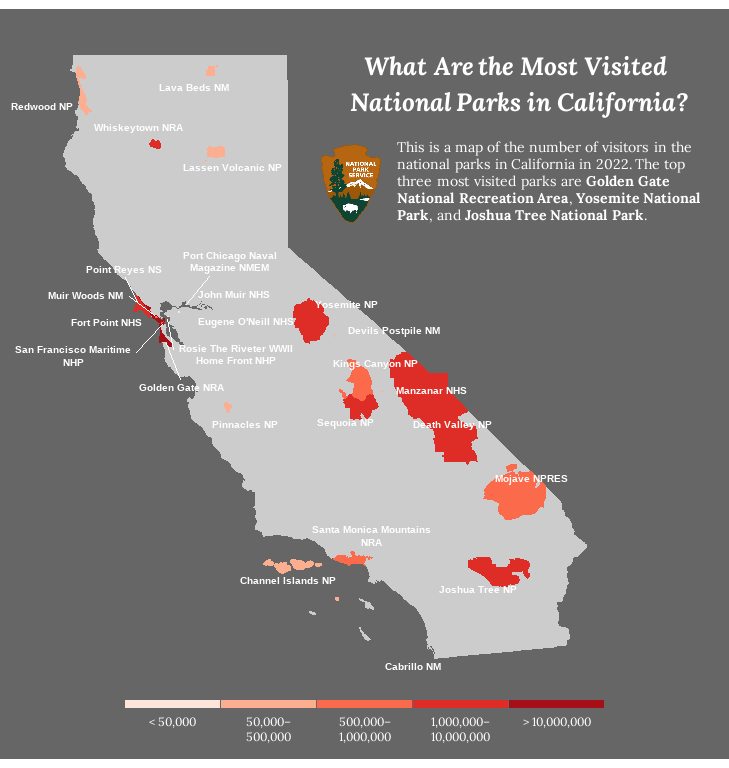 What Are the Most Visited
National Parks in California?
This is a map of the number of visitors in the
national parks in California in 2022. The top
three most visited parks are Golden Gate
National Recreation Area, Yosemite National
Park, and Joshua Tree National Park.
NATIONAL
PARK
SERVICE
Lava Beds NM
Redwood NP
Whiskeytown NRA
Lassen Volcanic NP
Port Chicago Naval
Magazine NMEM
Point Reyes NS
Muir Woods NM
John Muir NHS
Yosemite NP
Fort Point NHS
Eugene O'Neill NHS
Devils Postpile NM
San Francisco Maritime
NHP
Rosie The Riveter WWII
Home Front NHP
Kings Canyon NP
Golden Gate NRA
Manzanar NHS
Pinnacles NP
Sequoia NP
Death Valley NP
Mojave NPRES
Santa Monica Mountains
NRA
Channel Islands NP
Joshua Tree NP
Cabrillo NM
< 50,000
50,000–
500,000
500,000–
1,000,000
1,000,000–
10,000,000
> 10,000,000